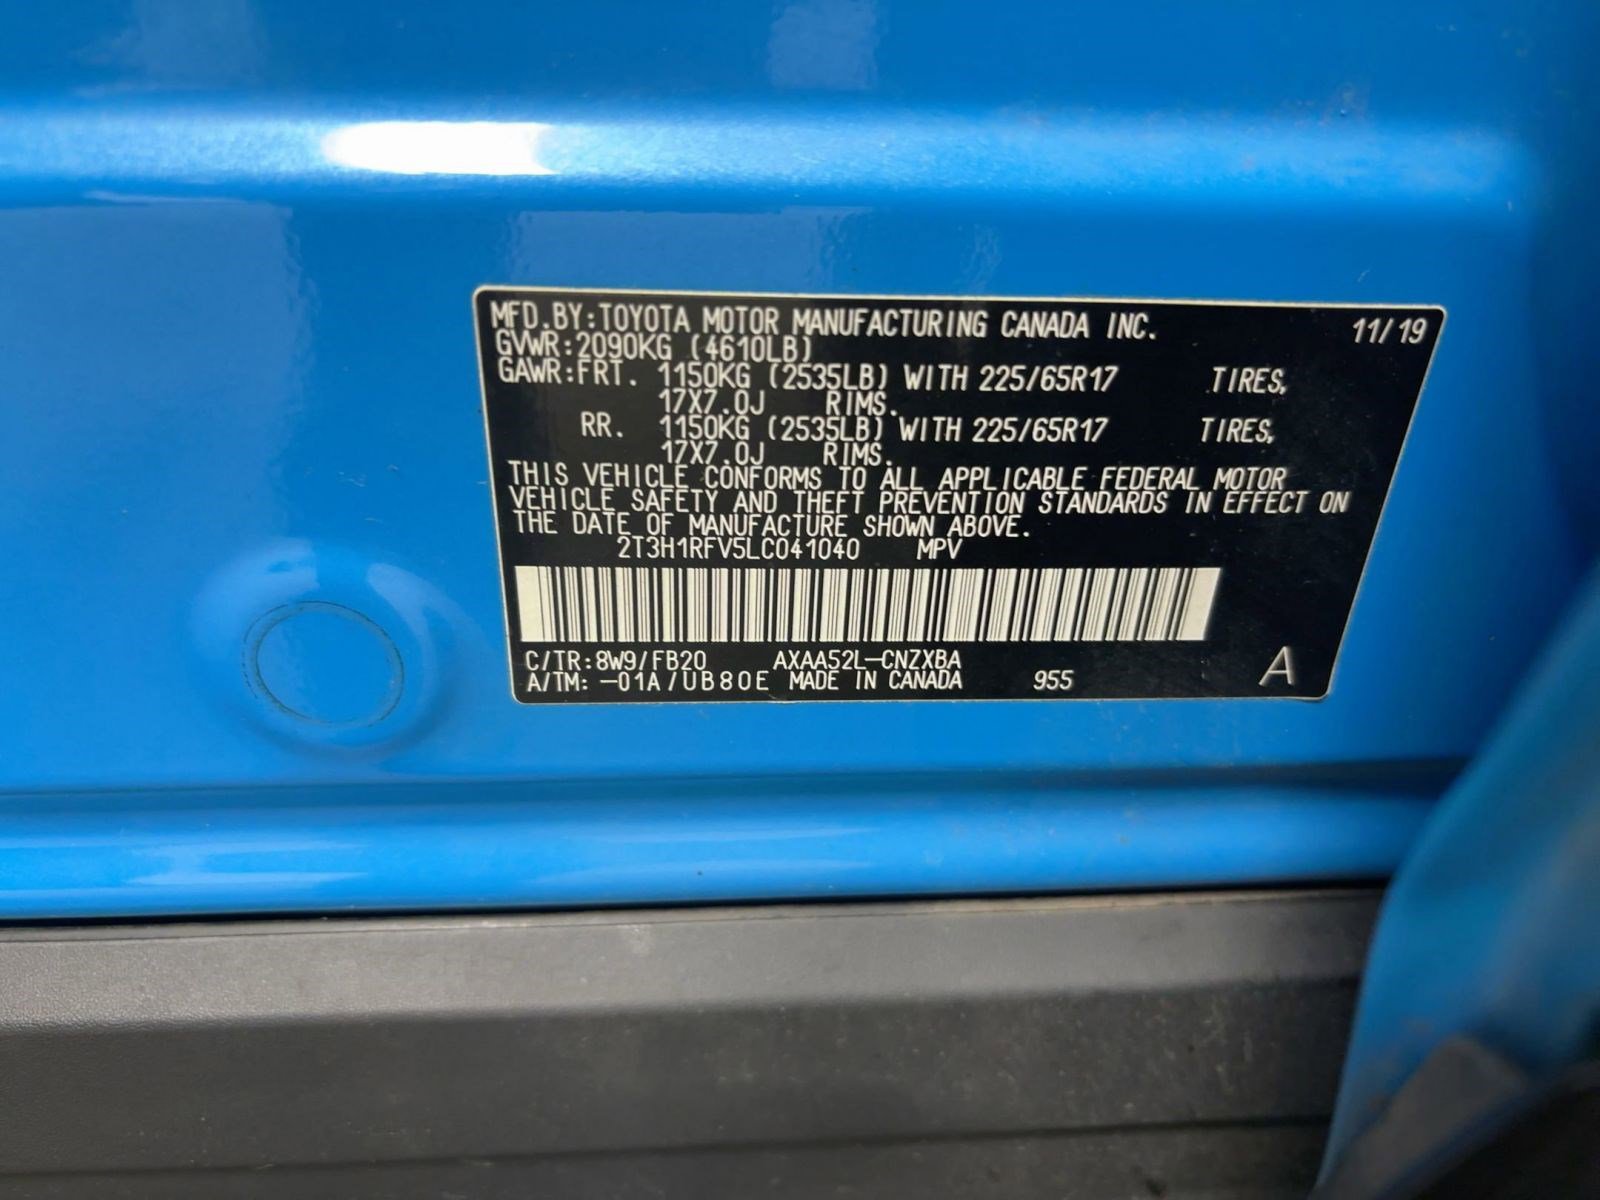 MFD.BY:TOYOTA MOTOR MANUFACTURING CANADA INC. 11/19
GVWR:2090KG (4610LB)
GAWR:FRT. 1150KG (2535LB) WITH 225/65R17 TIRES,
17X7.0J RIMS.
RR. 1150KG (2535LB) WITH 225/65R17 TIRES,
17X7.0J RIMS.
THIS VEHICLE CONFORMS TO ALL APPLICABLE FEDERAL MOTOR
VEHICLE SAFETY AND THEFT PREVENTION STANDARDS IN EFFECT ON
THE DATE OF MANUFACTURE SHOWN ABOVE.
2T3H1RFV5LC041040 MPV
C/TR:8W9/FB20 AXAA52L-CNZXBA
A/TM: -01A/UB80E MADE IN CANADA 955 A